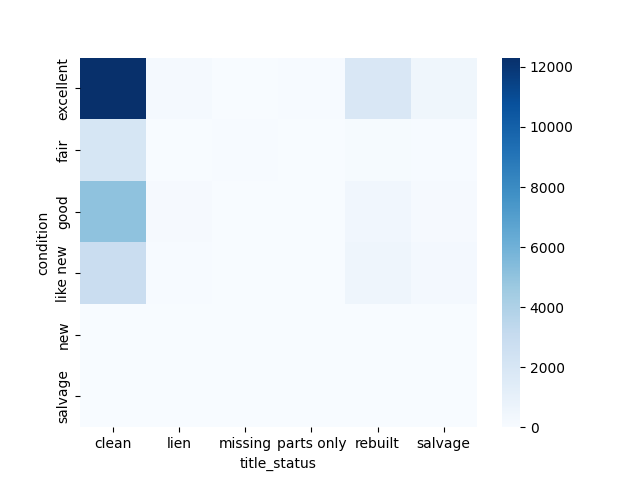 condition
excellent
fair
good
like new
new
salvage
clean
lien
missing
parts only
rebuilt
salvage
title_status
12000
10000
8000
6000
4000
2000
0